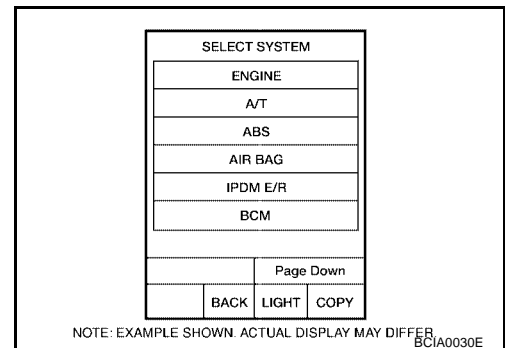 SELECT SYSTEM
ENGINE
A/T
ABS
AIR BAG
IPDM E/R
BCM
Page Down
BACK LIGHT COPY
NOTE: EXAMPLE SHOWN. ACTUAL DISPLAY MAY DIFFER
BCIA0030E